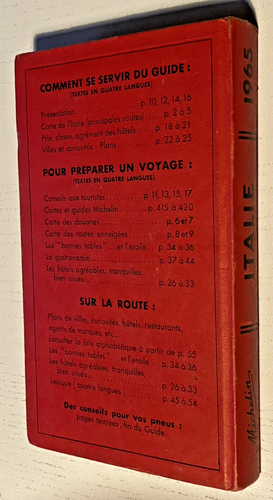 COMMENT SE SERVIR DU GUIDE :
(TEXTES EN QUATRE LANGUES)
Présentation . . . . . . . . . . p. 10, 12, 14, 16
Carte de l'Italie (principales routes) . . . . p. 2 à 5
Prix, classe, agrément des hôtels . . . . p. 18 à 21
Villes et curiosités - Plans . . . . . p. 22 à 25
POUR PRÉPARER UN VOYAGE :
(TEXTES EN QUATRE LANGUES)
Conseils aux touristes . . . . . . . . p. 11, 13, 15, 17
Cartes et guides Michelin . . . . p. 415 à 420
Carte des douanes . . . . . . . . . . . p. 6 et 7
Carte des routes enneigées . . . . . . p. 8 et 9
Les "bonnes tables" . . . et l'étoile . . . p. 34 à 36
La gastronomie . . . . . . . . . . . p. 37 à 44
Les hôtels agréables, tranquilles,
bien situés . . . . . . . . . . . . . p. 26 à 33
SUR LA ROUTE :
Plans de villes, curiosités, hôtels, restaurants,
agents de marques, etc...
consulter la liste alphabétique à partir de p. 55
Les "bonnes tables" . . . et l'étoile . . p. 34 à 36
Les hôtels agréables, tranquilles,
bien situés . . . . . . . . . . . . . p. 26 à 33
Lexique (quatre langues) . . . . . . p. 45 à 54
Des conseils pour vos pneus :
pages teintées, fin du Guide.
Michelin ITALIE 1965